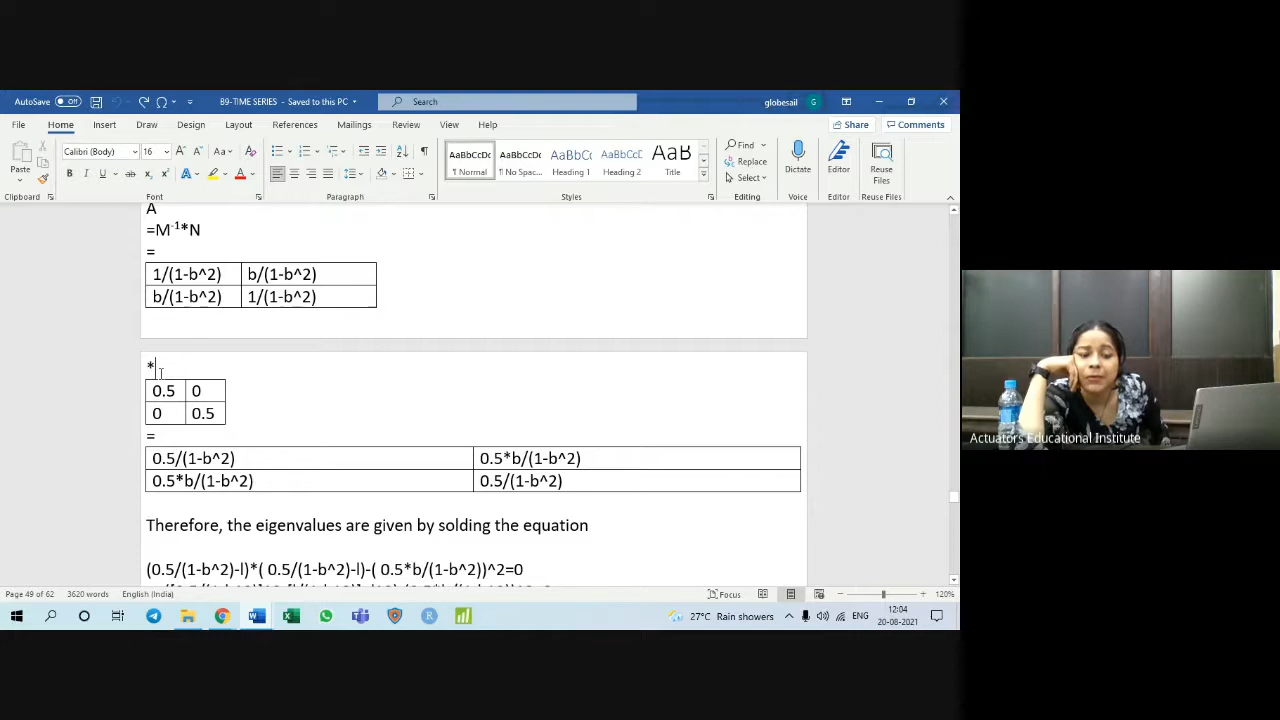 AutoSave Off
B9-TIME SERIES - Saved to this PC
Search
globesail G
File Home Insert Draw Design Layout References Mailings Review View Help
Share Comments
Paste
Calibri (Body) 16
AaBbCcDc AaBbCcDc AaBbCc AaBbCcD AaB
¶ Normal ¶ No Spac... Heading 1 Heading 2 Title
Find
Replace
Select
Dictate
Editor
Reuse Files
Clipboard Font Paragraph Styles Editing Voice Editor Reuse Files
A
=M-1*N
=
1/(1-b^2) b/(1-b^2)
b/(1-b^2) 1/(1-b^2)
*
0.5 0
0 0.5
=
0.5/(1-b^2) 0.5*b/(1-b^2)
0.5*b/(1-b^2) 0.5/(1-b^2)
Therefore, the eigenvalues are given by solding the equation
(0.5/(1-b^2)-l)*( 0.5/(1-b^2)-l)-( 0.5*b/(1-b^2))^2=0
Page 49 of 62 3620 words English (India)
Focus
120%
27°C Rain showers
ENG
12:04
20-08-2021
Actuators Educational Institute